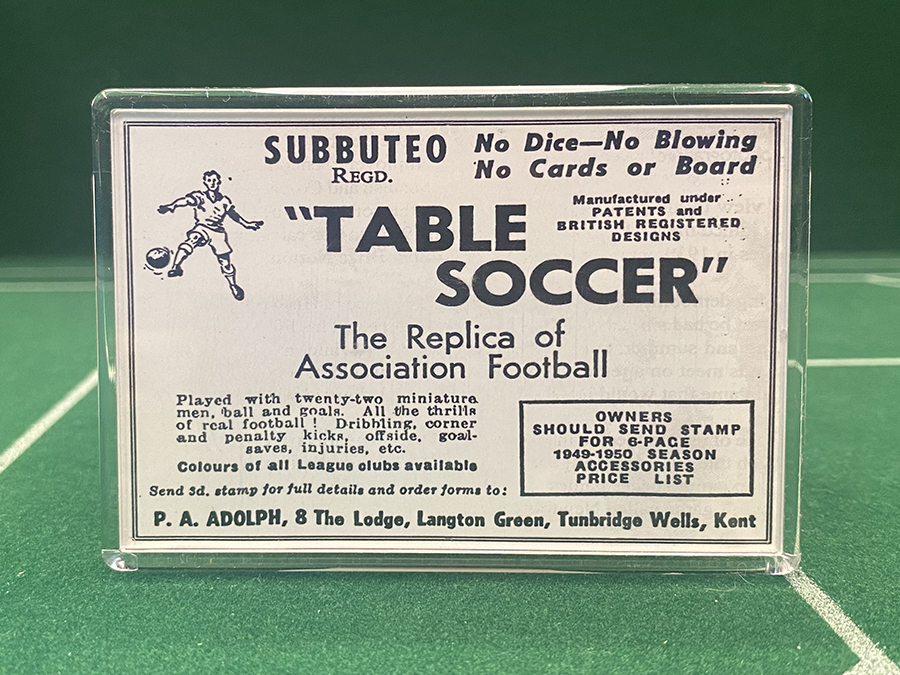 SUBBUTEO
REGD.
No Dice—No Blowing
No Cards or Board
"TABLE
SOCCER"
Manufactured under
PATENTS and
BRITISH REGISTERED
DESIGNS
The Replica of
Association Football
Played with twenty-two miniature
men, ball and goals. All the thrills
of real football ! Dribbling, corner
and penalty kicks, offside, goal-
saves, injuries, etc.
Colours of all League clubs available
Send 3d. stamp for full details and order forms to:
OWNERS
SHOULD SEND STAMP
FOR 6-PAGE
1949-1950 SEASON
ACCESSORIES
PRICE LIST
P. A. ADOLPH, 8 The Lodge, Langton Green, Tunbridge Wells, Kent